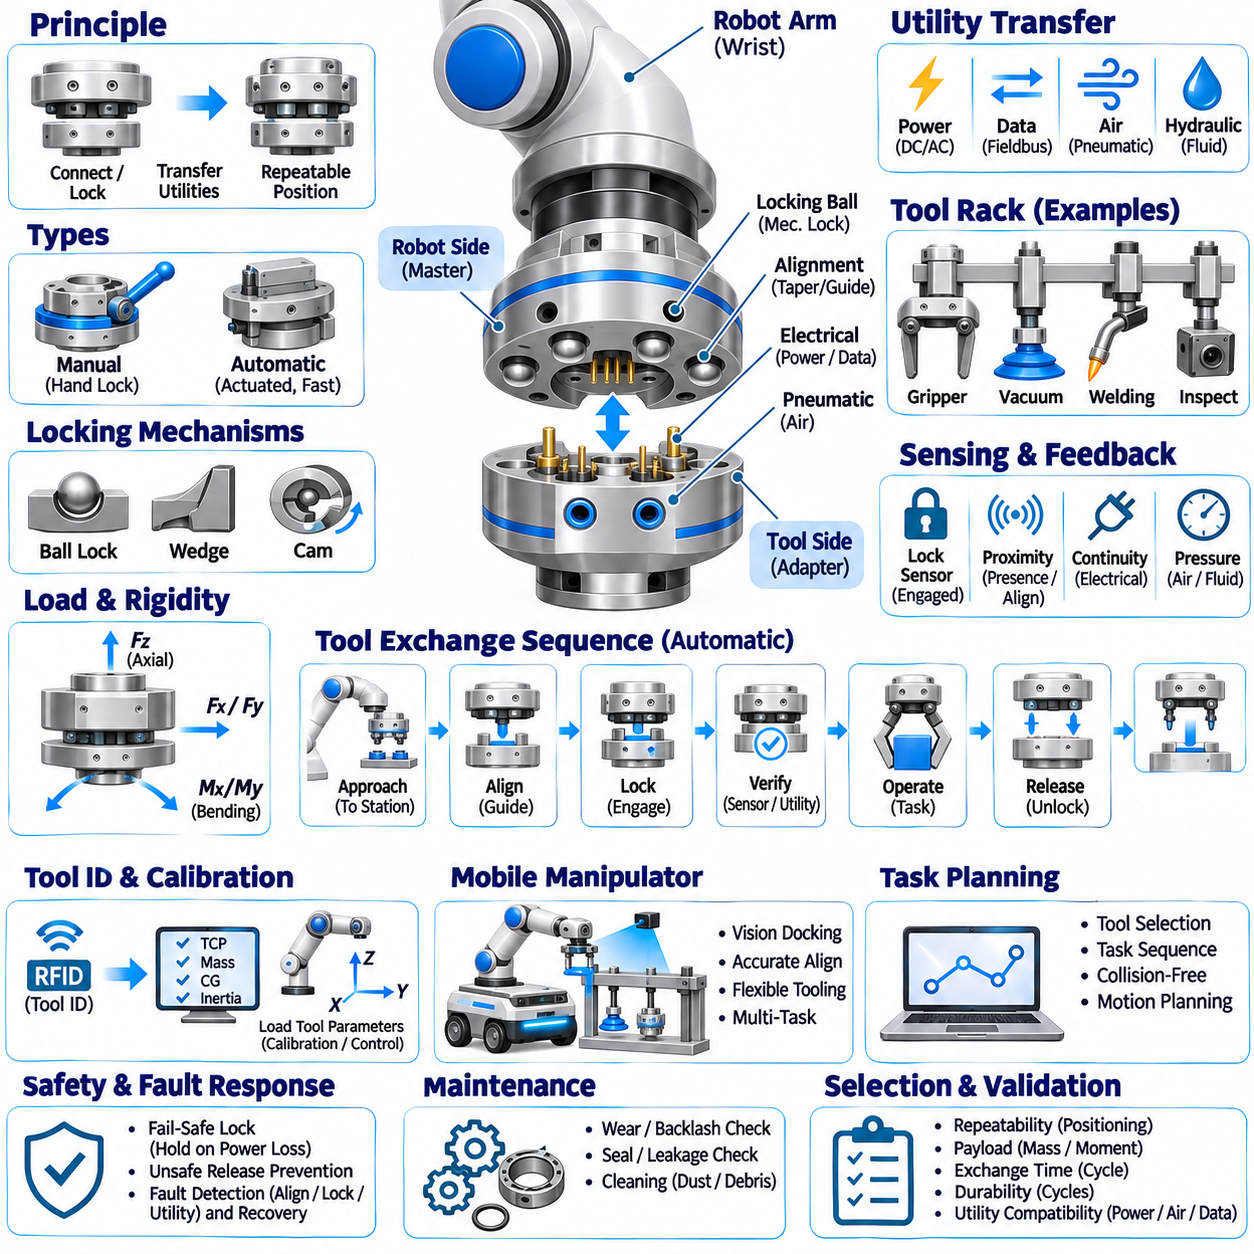 Principle
Connect /
Lock
Transfer
Utilities
Repeatable
Position
Types
Manual
(Hand Lock)
Automatic
(Actuated, Fast)
Locking Mechanisms
Ball Lock
Wedge
Cam
Load & Rigidity
Fz
(Axial)
Fx / Fy
Mx/My
(Bending)
Robot Arm
(Wrist)
Locking Ball
(Mec. Lock)
Robot Side
(Master)
Alignment
(Taper/Guide)
Electrical
(Power / Data)
Pneumatic
(Air)
Tool Side
(Adapter)
Utility Transfer
Power
(DC/AC)
Data
(Fieldbus)
Air
(Pneumatic)
Hydraulic
(Fluid)
Tool Rack (Examples)
Gripper
Vacuum
Welding
Inspect
Sensing & Feedback
Lock
Sensor
(Engaged)
Proximity
(Presence /
Align)
Continuity
(Electrical)
Pressure
(Air / Fluid)
Tool Exchange Sequence (Automatic)
Approach
(To Station)
Align
(Guide)
Lock
(Engage)
Verify
(Sensor / Utility)
Operate
(Task)
Release
(Unlock)
Tool ID & Calibration
RFID
(Tool ID)
TCP
Mass
CG
Inertia
Z
Y
X
Load Tool Parameters
(Calibration / Control)
Mobile Manipulator
• Vision Docking
• Accurate Align
• Flexible Tooling
• Multi-Task
Task Planning
• Tool Selection
• Task Sequence
• Collision-Free
• Motion Planning
Safety & Fault Response
• Fail-Safe Lock
(Hold on Power Loss)
• Unsafe Release Prevention
• Fault Detection (Align / Lock /
Utility) and Recovery
Maintenance
• Wear / Backlash Check
• Seal / Leakage Check
• Cleaning (Dust / Debris)
Selection & Validation
• Repeatability (Positioning)
• Payload (Mass / Moment)
• Exchange Time (Cycle)
• Durability (Cycles)
• Utility Compatibility (Power / Air / Data)